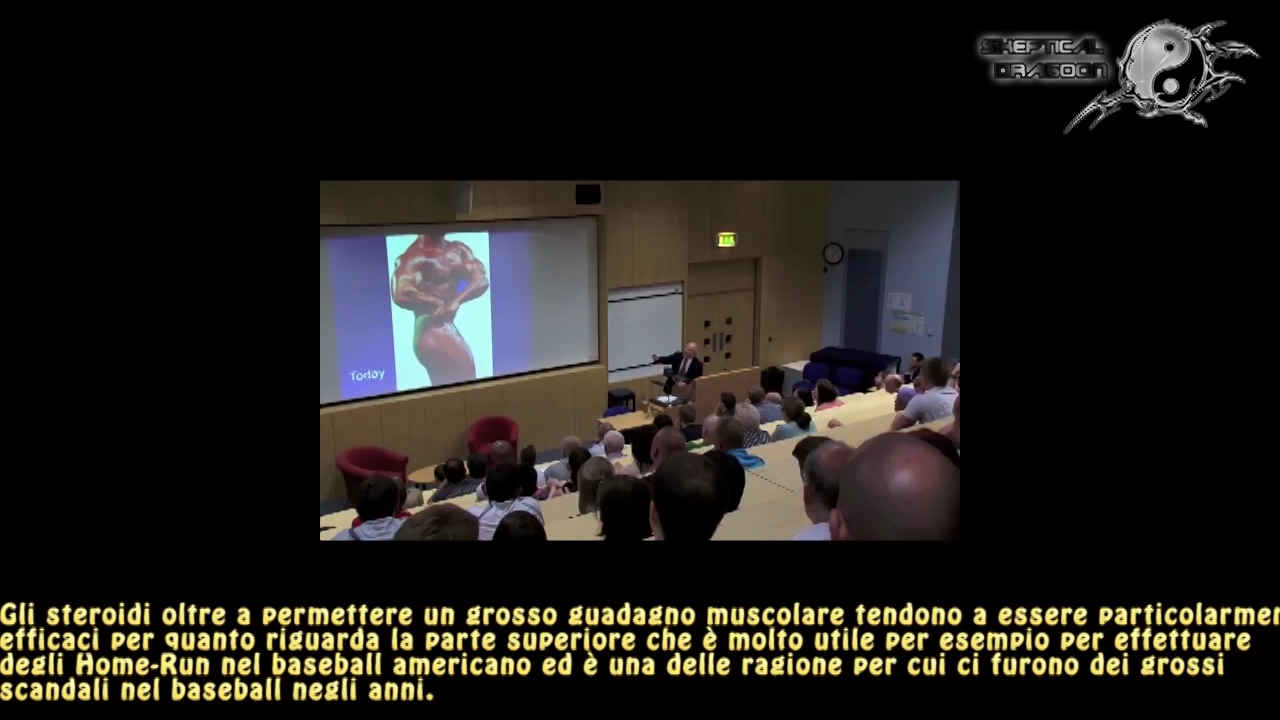 SKEPTICAL
DRAGOON
Today
Gli steroidi oltre a permettere un grosso guadagno muscolare tendono a essere particolarmen
efficaci per quanto riguarda la parte superiore che è molto utile per esempio per effettuare
degli Home-Run nel baseball americano ed è una delle ragione per cui ci furono dei grossi
scandali nel baseball negli anni.